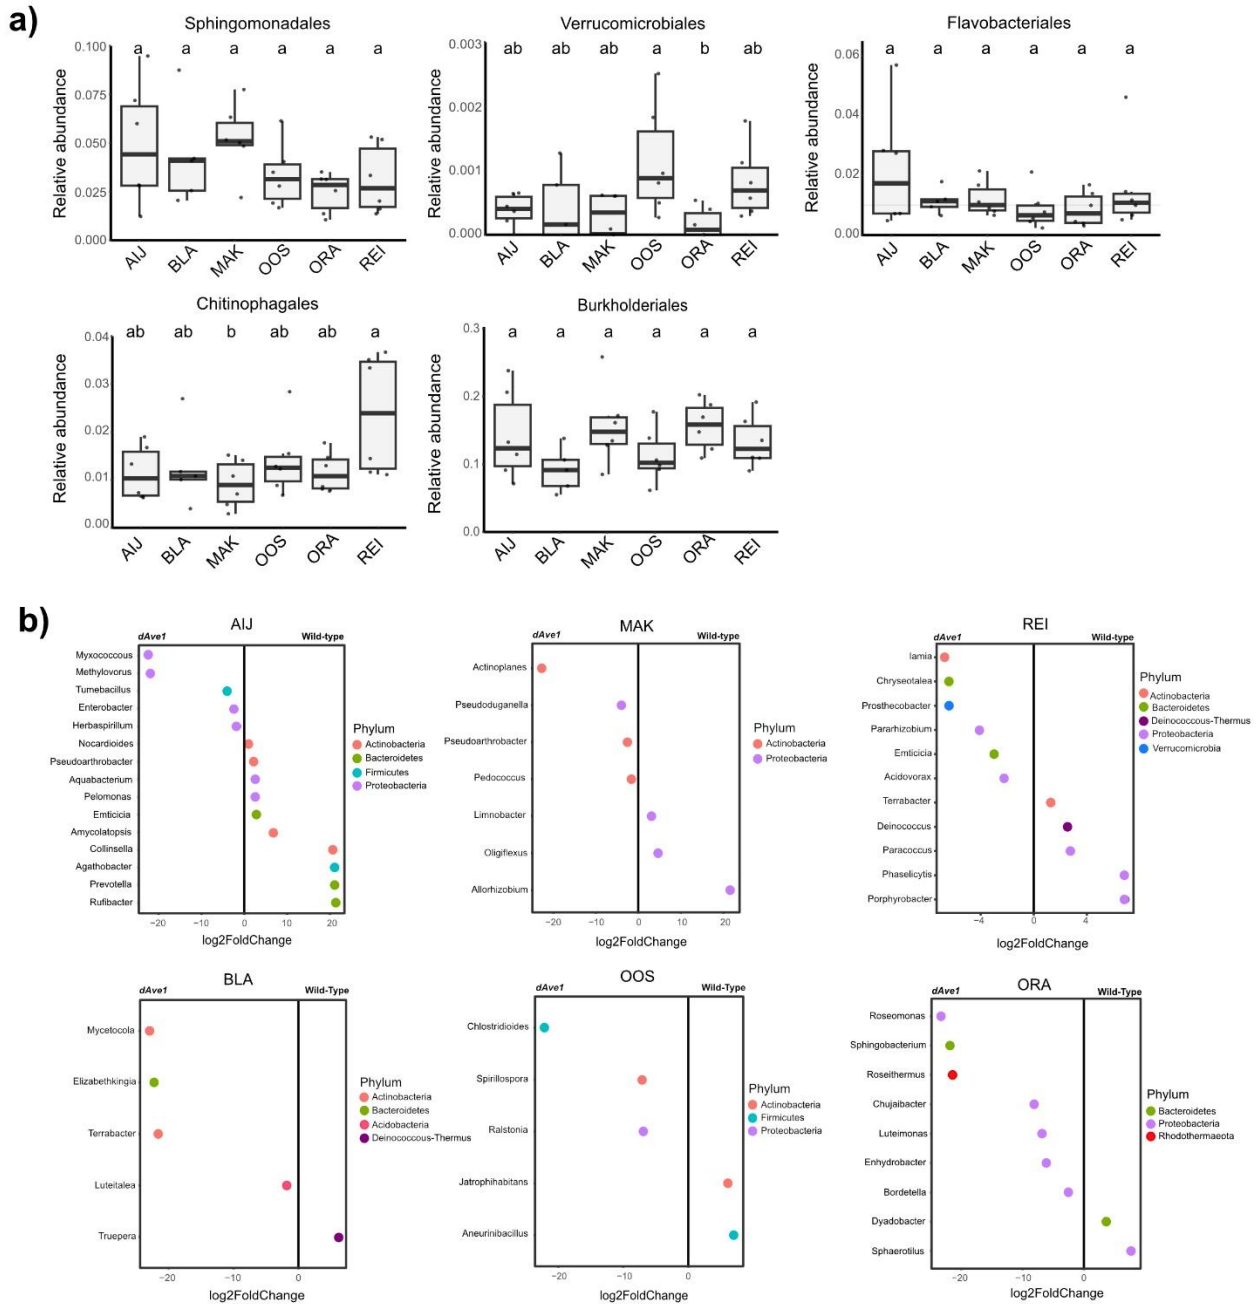 a)
Sphingomonadales
Relative abundance
0.100
0.075
0.050
0.025
0.000
a a a a a a
AIJ BLA MAK OOS ORA REI
Verrucomicrobiales
Relative abundance
0.003
0.002
0.001
0.000
ab ab ab a b ab
AIJ BLA MAK OOS ORA REI
Flavobacteriales
Relative abundance
0.06
0.04
0.02
0.00
a a a a a a
AIJ BLA MAK OOS ORA REI
Chitinophagales
Relative abundance
0.04
0.03
0.02
0.01
0.00
ab ab b ab ab a
AIJ BLA MAK OOS ORA REI
Burkholderiales
Relative abundance
0.3
0.2
0.1
0.0
a a a a a a
AIJ BLA MAK OOS ORA REI
b)
AIJ
dAve1 Wild-type
Myxococcous
Methylovorus
Tumebacillus
Enterobacter
Herbaspirillum
Nocardioides
Pseudoarthrobacter
Aquabacterium
Pelomonas
Emticicia
Amycolatopsis
Collinsella
Agathobacter
Prevotella
Rufibacter
−20 −10 0 10 20
log2FoldChange
Phylum
Actinobacteria
Bacteroidetes
Firmicutes
Proteobacteria
MAK
dAve1 Wild-type
Actinoplanes
Pseudoduganella
Pseudoarthrobacter
Pedococcus
Limnobacter
Oligiflexus
Allorhizobium
−20 −10 0 10 20
log2FoldChange
Phylum
Actinobacteria
Proteobacteria
REI
dAve1 Wild-type
Iamia
Chryseotalea
Prosthecobacter
Pararhizobium
Emticicia
Acidovorax
Terrabacter
Deinococcus
Paracoccus
Phaselicytis
Porphyrobacter
−4 0 4
log2FoldChange
Phylum
Actinobacteria
Bacteroidetes
Deinococcous-Thermus
Proteobacteria
Verrucomicrobia
BLA
dAve1 Wild-Type
Mycetocola
Elizabethkingia
Terrabacter
Luteitalea
Truepera
−20 −10 0
log2FoldChange
Phylum
Actinobacteria
Bacteroidetes
Acidobacteria
Deinococcous-Thermus
OOS
dAve1 Wild-Type
Chlostridioides
Spirillospora
Ralstonia
Jatrophihabitans
Aneurinibacillus
−20 −10 0
log2FoldChange
Phylum
Actinobacteria
Firmicutes
Proteobacteria
ORA
dAve1 Wild-Type
Roseomonas
Sphingobacterium
Roseithermus
Chujaibacter
Luteimonas
Enhydrobacter
Bordetella
Dyadobacter
Sphaerotilus
−20 −10 0
log2FoldChange
Phylum
Bacteroidetes
Proteobacteria
Rhodothermaeota